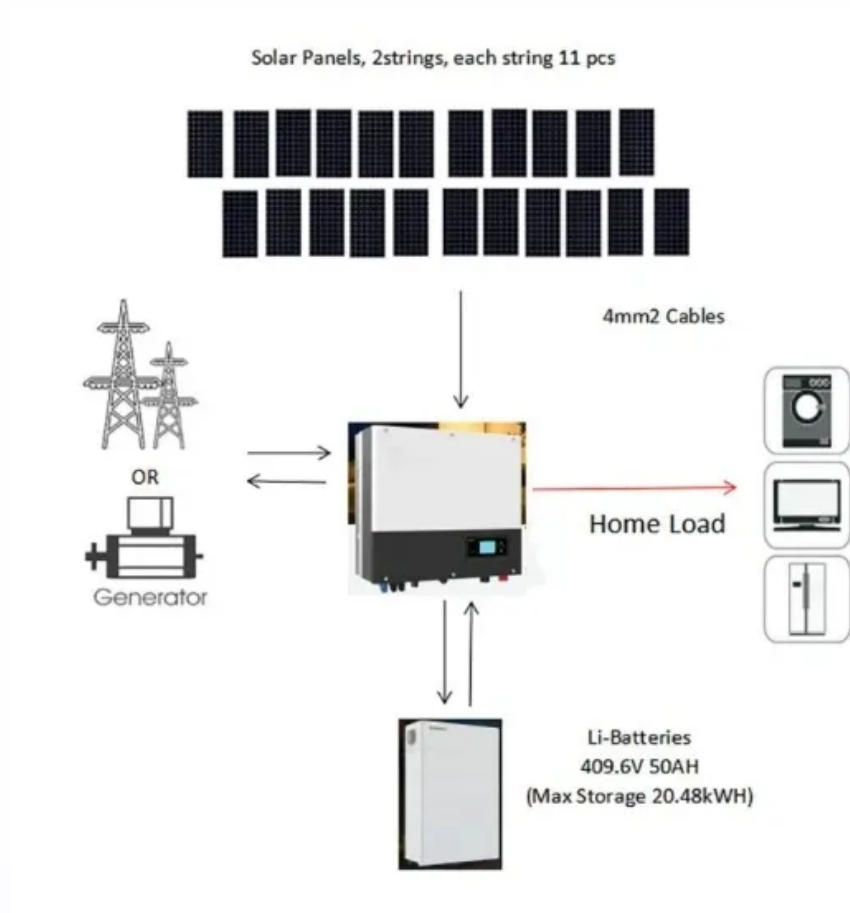 Solar Panels, 2strings, each string 11 pcs
4mm2 Cables
OR
Generator
Home Load
Li-Batteries
409.6V 50AH
(Max Storage 20.48kWH)